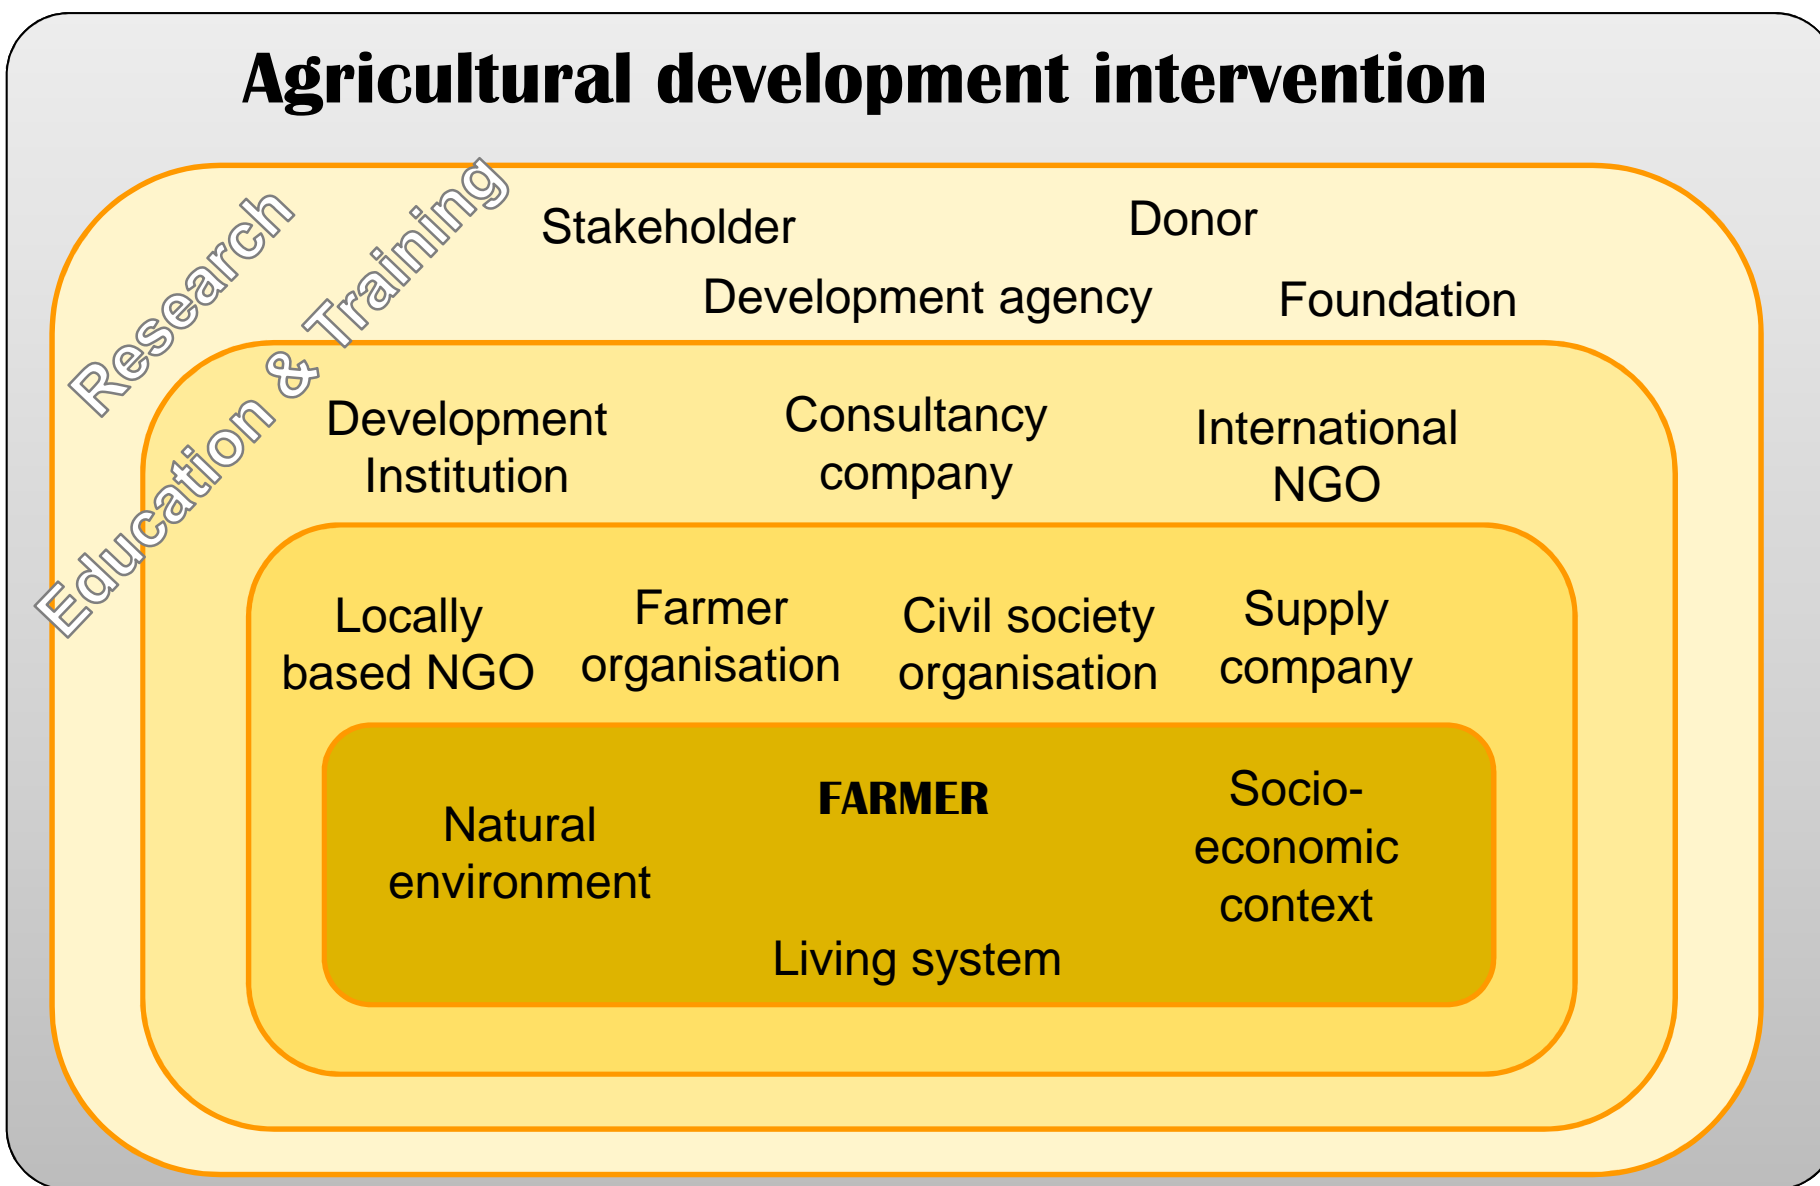 Agricultural development intervention
Research
Education & Training
Stakeholder
Donor
Development agency
Foundation
Development
Institution
Consultancy
company
International
NGO
Locally
based NGO
Farmer
organisation
Civil society
organisation
Supply
company
Natural
environment
FARMER
Socio-
economic
context
Living system